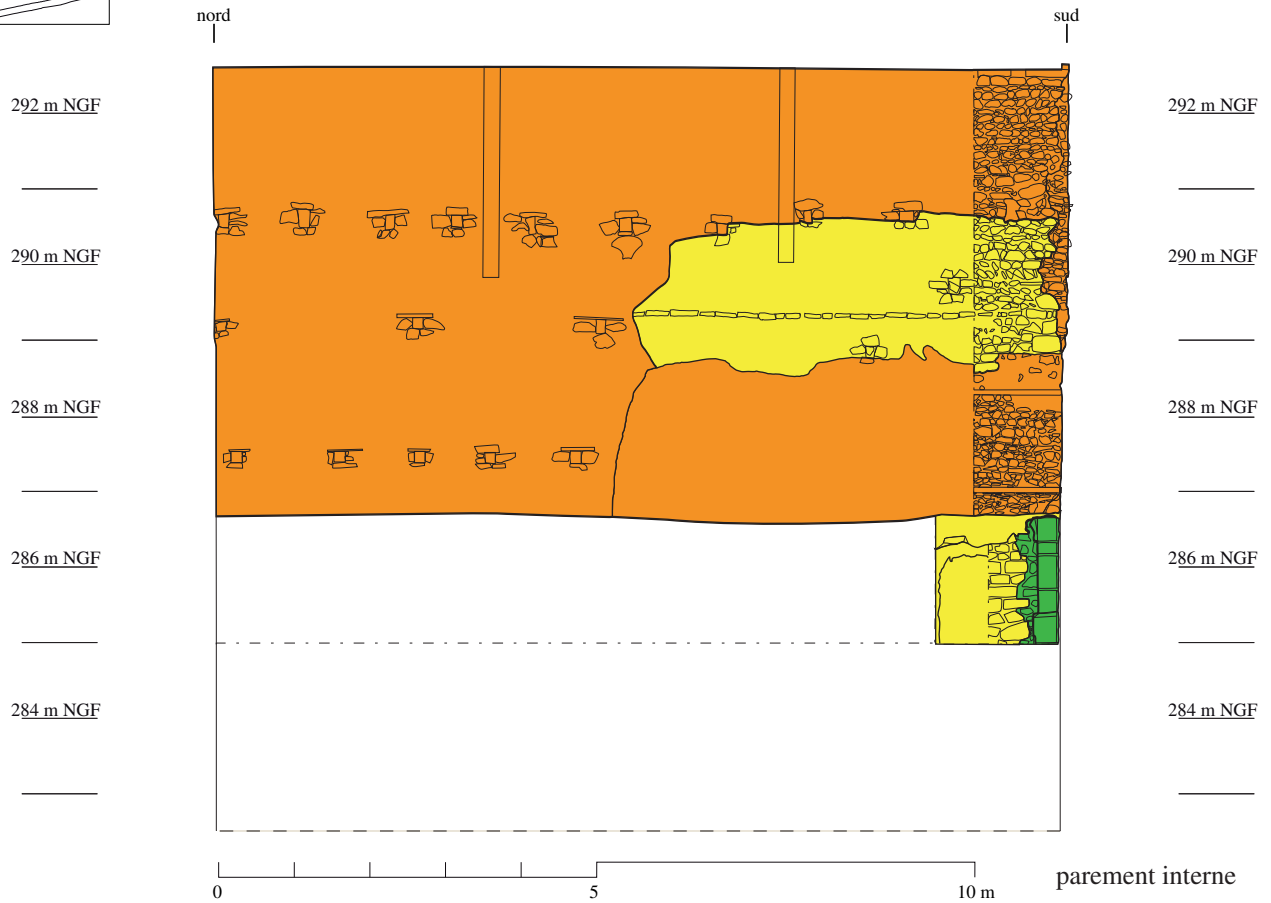 nord
sud
292 m NGF
292 m NGF
290 m NGF
290 m NGF
288 m NGF
288 m NGF
286 m NGF
286 m NGF
284 m NGF
284 m NGF
0
5
10 m
parement interne